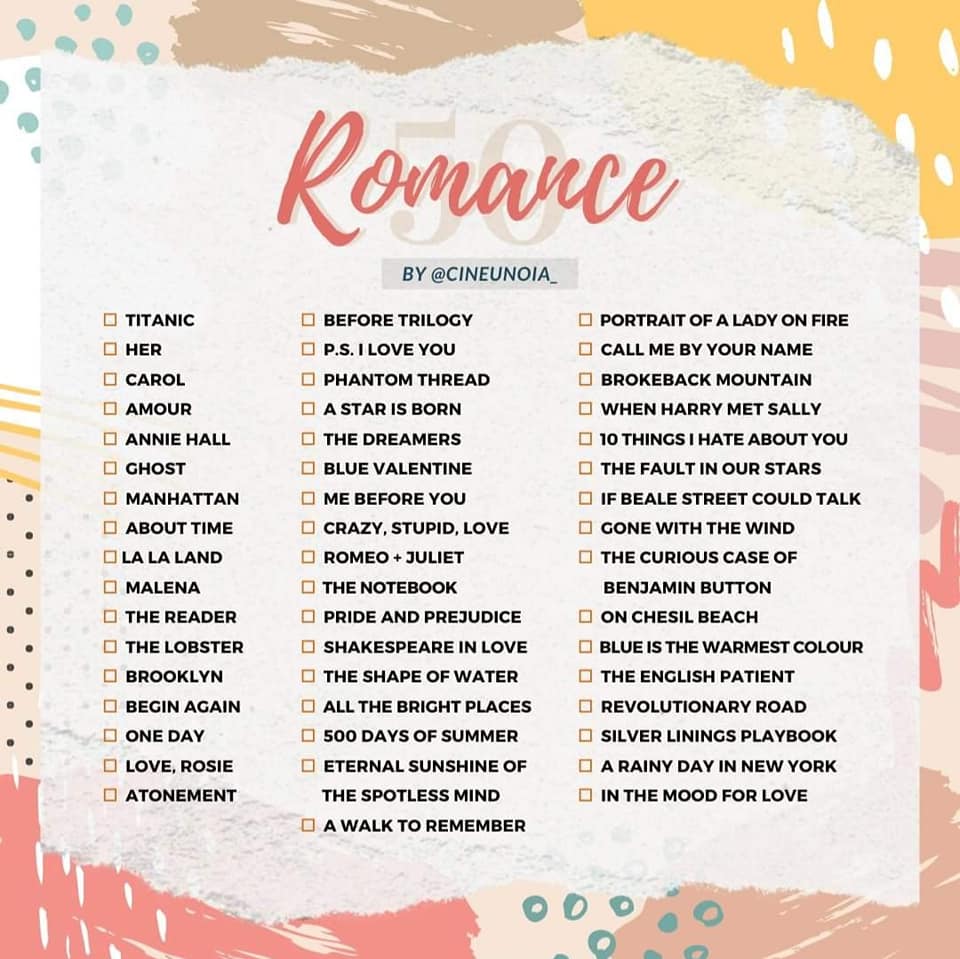 50
Romance
BY @CINEUNOIA_
TITANIC
HER
CAROL
AMOUR
ANNIE HALL
GHOST
MANHATTAN
ABOUT TIME
LA LA LAND
MALENA
THE READER
THE LOBSTER
BROOKLYN
BEGIN AGAIN
ONE DAY
LOVE, ROSIE
ATONEMENT
BEFORE TRILOGY
P.S. I LOVE YOU
PHANTOM THREAD
A STAR IS BORN
THE DREAMERS
BLUE VALENTINE
ME BEFORE YOU
CRAZY, STUPID, LOVE
ROMEO + JULIET
THE NOTEBOOK
PRIDE AND PREJUDICE
SHAKESPEARE IN LOVE
THE SHAPE OF WATER
ALL THE BRIGHT PLACES
500 DAYS OF SUMMER
ETERNAL SUNSHINE OF
THE SPOTLESS MIND
A WALK TO REMEMBER
PORTRAIT OF A LADY ON FIRE
CALL ME BY YOUR NAME
BROKEBACK MOUNTAIN
WHEN HARRY MET SALLY
10 THINGS I HATE ABOUT YOU
THE FAULT IN OUR STARS
IF BEALE STREET COULD TALK
GONE WITH THE WIND
THE CURIOUS CASE OF
BENJAMIN BUTTON
ON CHESIL BEACH
BLUE IS THE WARMEST COLOUR
THE ENGLISH PATIENT
REVOLUTIONARY ROAD
SILVER LININGS PLAYBOOK
A RAINY DAY IN NEW YORK
IN THE MOOD FOR LOVE